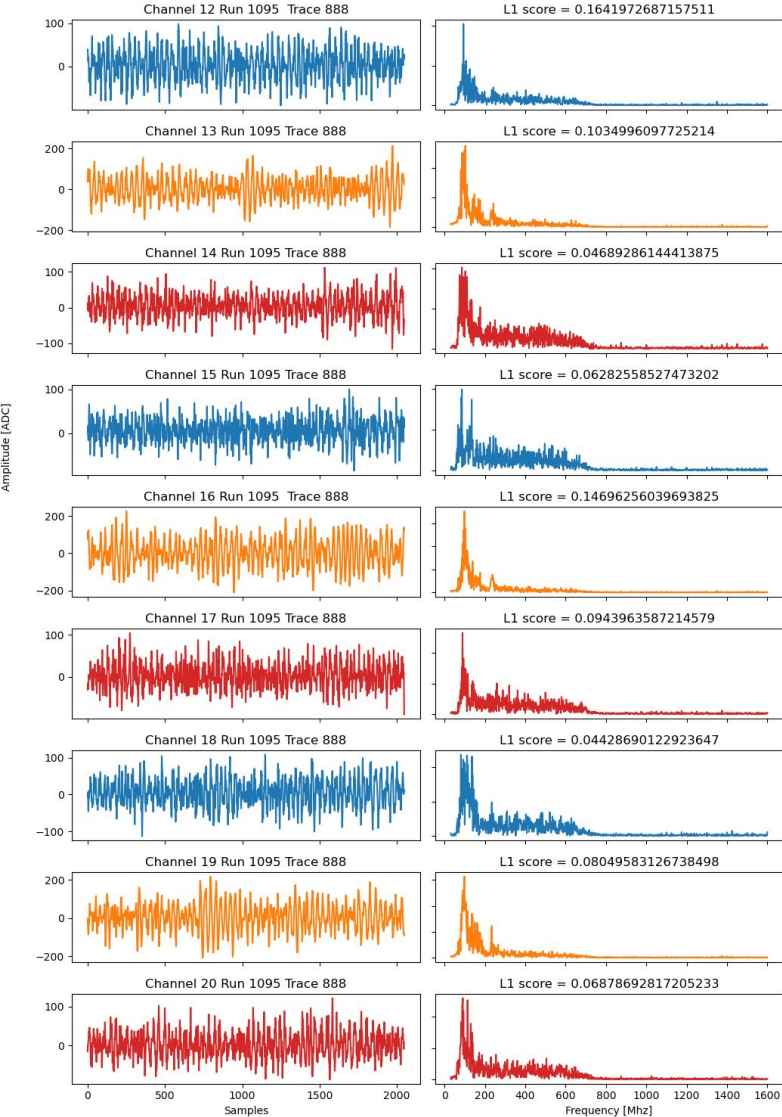 Channel 12 Run 1095  Trace 888 L1 score = 0.1641972687157511
100
0
Channel 13 Run 1095 Trace 888 L1 score = 0.1034996097725214
200
0
−200
Channel 14 Run 1095 Trace 888 L1 score = 0.04689286144413875
100
0
−100
Channel 15 Run 1095  Trace 888 L1 score = 0.06282558527473202
100
0
Amplitude [ADC]
Channel 16 Run 1095 Trace 888 L1 score = 0.14696256039693825
200
0
−200
Channel 17 Run 1095 Trace 888 L1 score = 0.0943963587214579
100
0
Channel 18 Run 1095 Trace 888 L1 score = 0.04428690122923647
100
0
−100
Channel 19 Run 1095 Trace 888 L1 score = 0.08049583126738498
200
0
−200
Channel 20 Run 1095 Trace 888 L1 score = 0.06878692817205233
100
0
0 500 1000 1500 2000 0 200 400 600 800 1000 1200 1400 1600
Samples Frequency [Mhz]